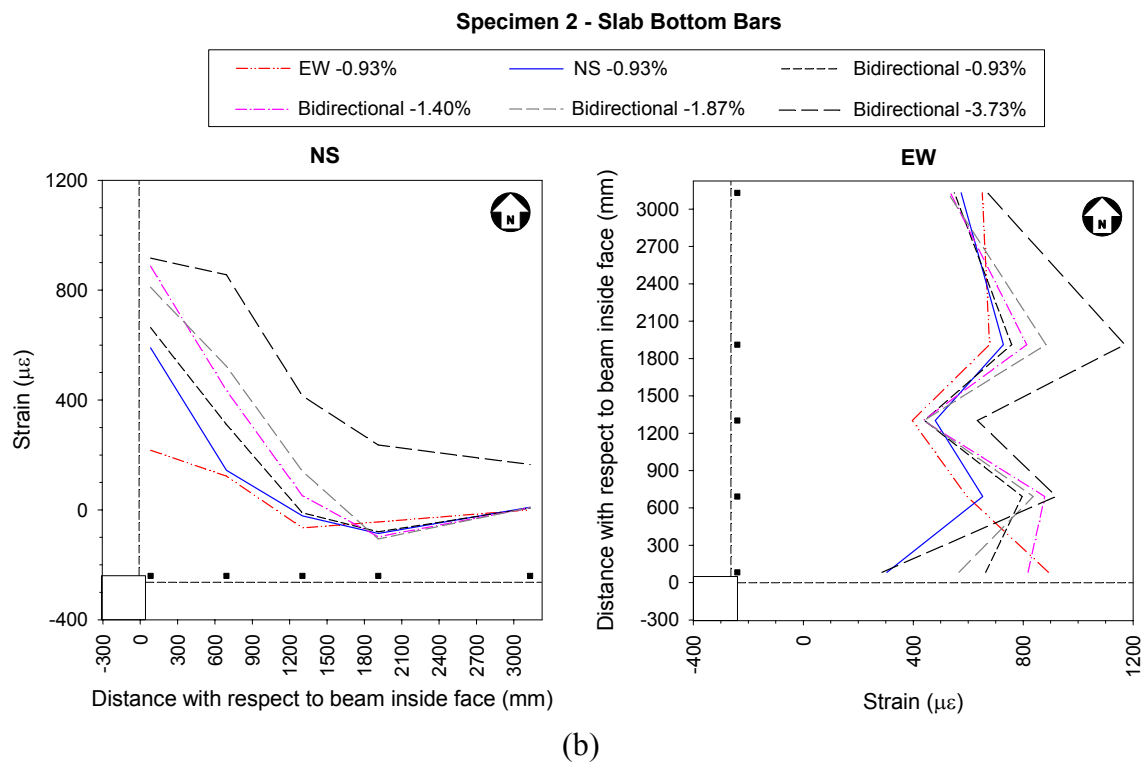 Specimen 2 - Slab Bottom Bars
EW -0.93%
NS -0.93%
Bidirectional -0.93%
Bidirectional -1.40%
Bidirectional -1.87%
Bidirectional -3.73%
NS
1200
800
400
0
-400
Strain (με)
N
-300
0
300
600
900
1200
1500
1800
2100
2400
2700
3000
Distance with respect to beam inside face (mm)
EW
3000
2700
2400
2100
1800
1500
1200
900
600
300
0
-300
Distance with respect to beam inside face (mm)
N
-400
0
400
800
1200
Strain (με)
(b)